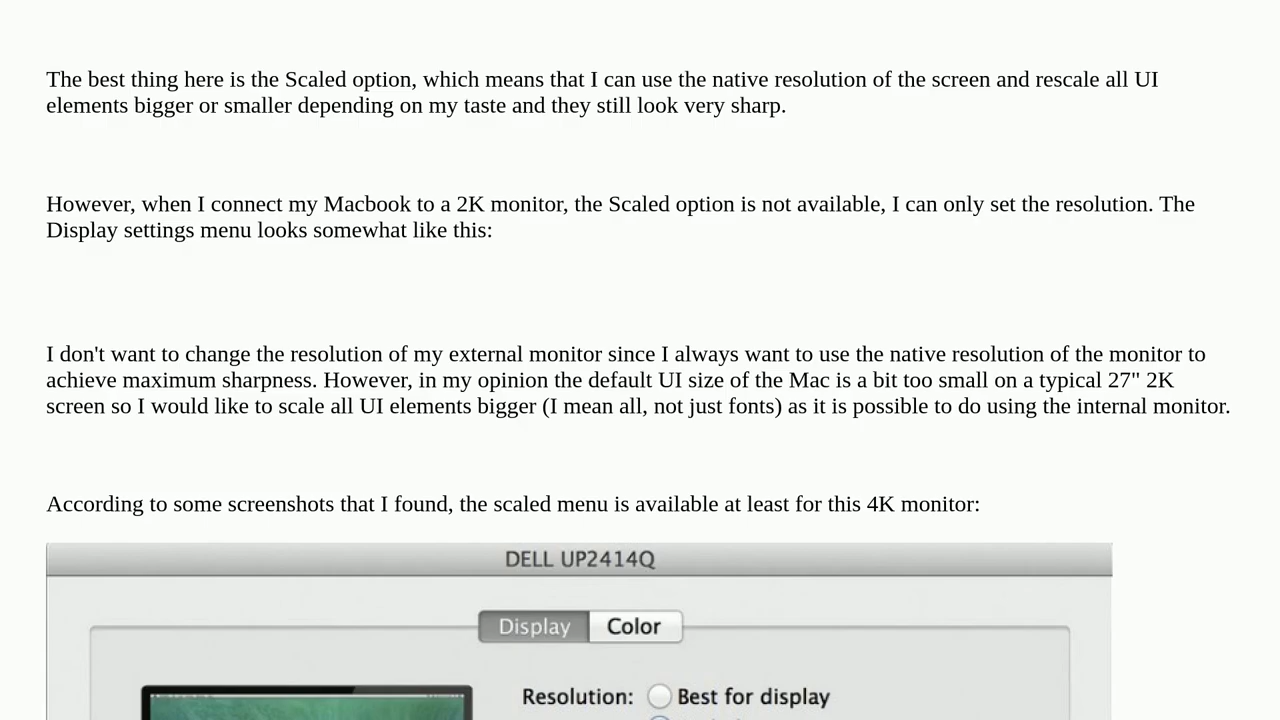 The best thing here is the Scaled option, which means that I can use the native resolution of the screen and rescale all UI
elements bigger or smaller depending on my taste and they still look very sharp.
However, when I connect my Macbook to a 2K monitor, the Scaled option is not available, I can only set the resolution. The
Display settings menu looks somewhat like this:
I don't want to change the resolution of my external monitor since I always want to use the native resolution of the monitor to
achieve maximum sharpness. However, in my opinion the default UI size of the Mac is a bit too small on a typical 27" 2K
screen so I would like to scale all UI elements bigger (I mean all, not just fonts) as it is possible to do using the internal monitor.
According to some screenshots that I found, the scaled menu is available at least for this 4K monitor:
DELL UP2414Q
Display Color
Resolution: Best for display